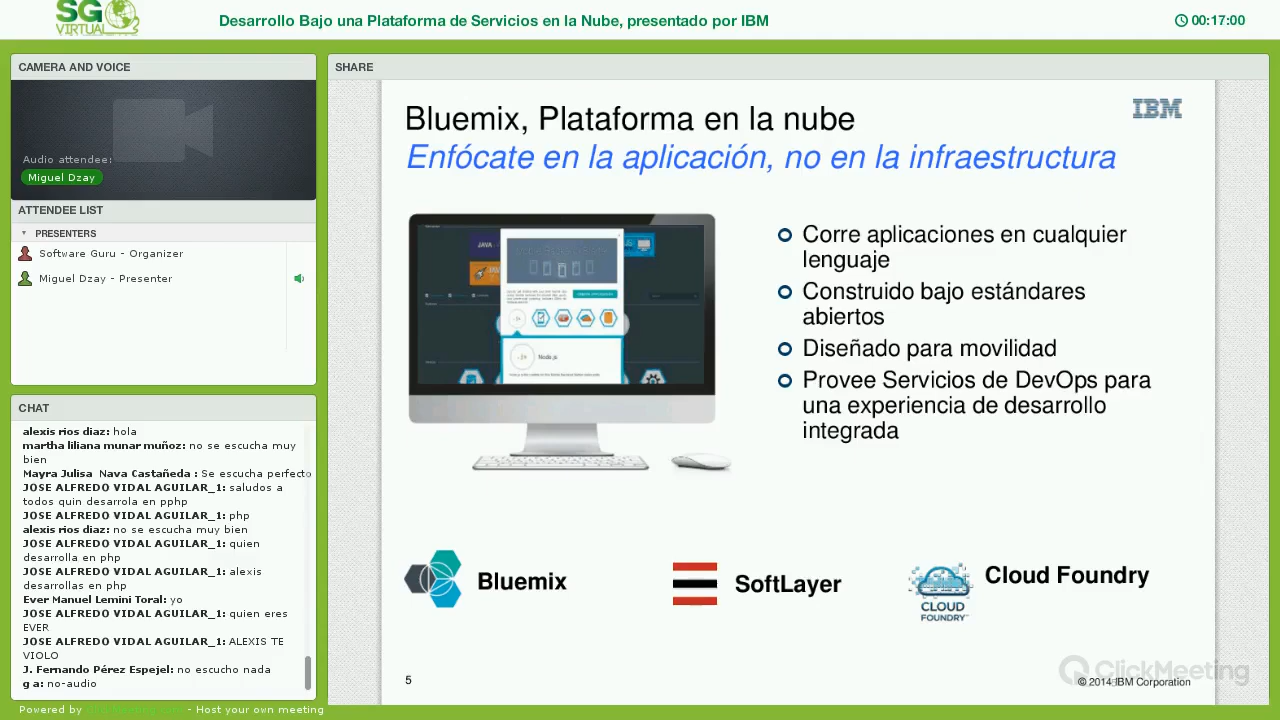 SG
VIRTUAL
Desarrollo Bajo una Plataforma de Servicios en la Nube, presentado por IBM
00:17:00
CAMERA AND VOICE
Audio attendee:
Miguel Dzay
ATTENDEE LIST
PRESENTERS
Software Guru - Organizer
Miguel Dzay - Presenter
CHAT
alexis rios diaz: hola
martha liliana munar muñoz: no se escucha muy
bien
Mayra Julisa Nava Castañeda : Se escucha perfecto
JOSE ALFREDO VIDAL AGUILAR_1: saludos a
todos quin desarrola en pphp
JOSE ALFREDO VIDAL AGUILAR_1: php
alexis rios diaz: no se escucha muy bien
JOSE ALFREDO VIDAL AGUILAR_1: quien
desarrolla en php
JOSE ALFREDO VIDAL AGUILAR_1: alexis
desarrollas en php
Ever Manuel Lemini Toral: yo
JOSE ALFREDO VIDAL AGUILAR_1: quien eres
EVER
JOSE ALFREDO VIDAL AGUILAR_1: ALEXIS TE
VIOLO
J. Fernando Pérez Espejel: no escucho nada
g a: no-audio
Powered by - Host your own meeting
SHARE
Bluemix, Plataforma en la nube
IBM
Enfócate en la aplicación, no en la infraestructura
JAVA
Node.js
Corre aplicaciones en cualquier
lenguaje
Construido bajo estándares
abiertos
Diseñado para movilidad
Provee Servicios de DevOps para
una experiencia de desarrollo
integrada
Bluemix
SoftLayer
CLOUD
FOUNDRY
Cloud Foundry
5
ClickMeeting
© 2014 IBM Corporation